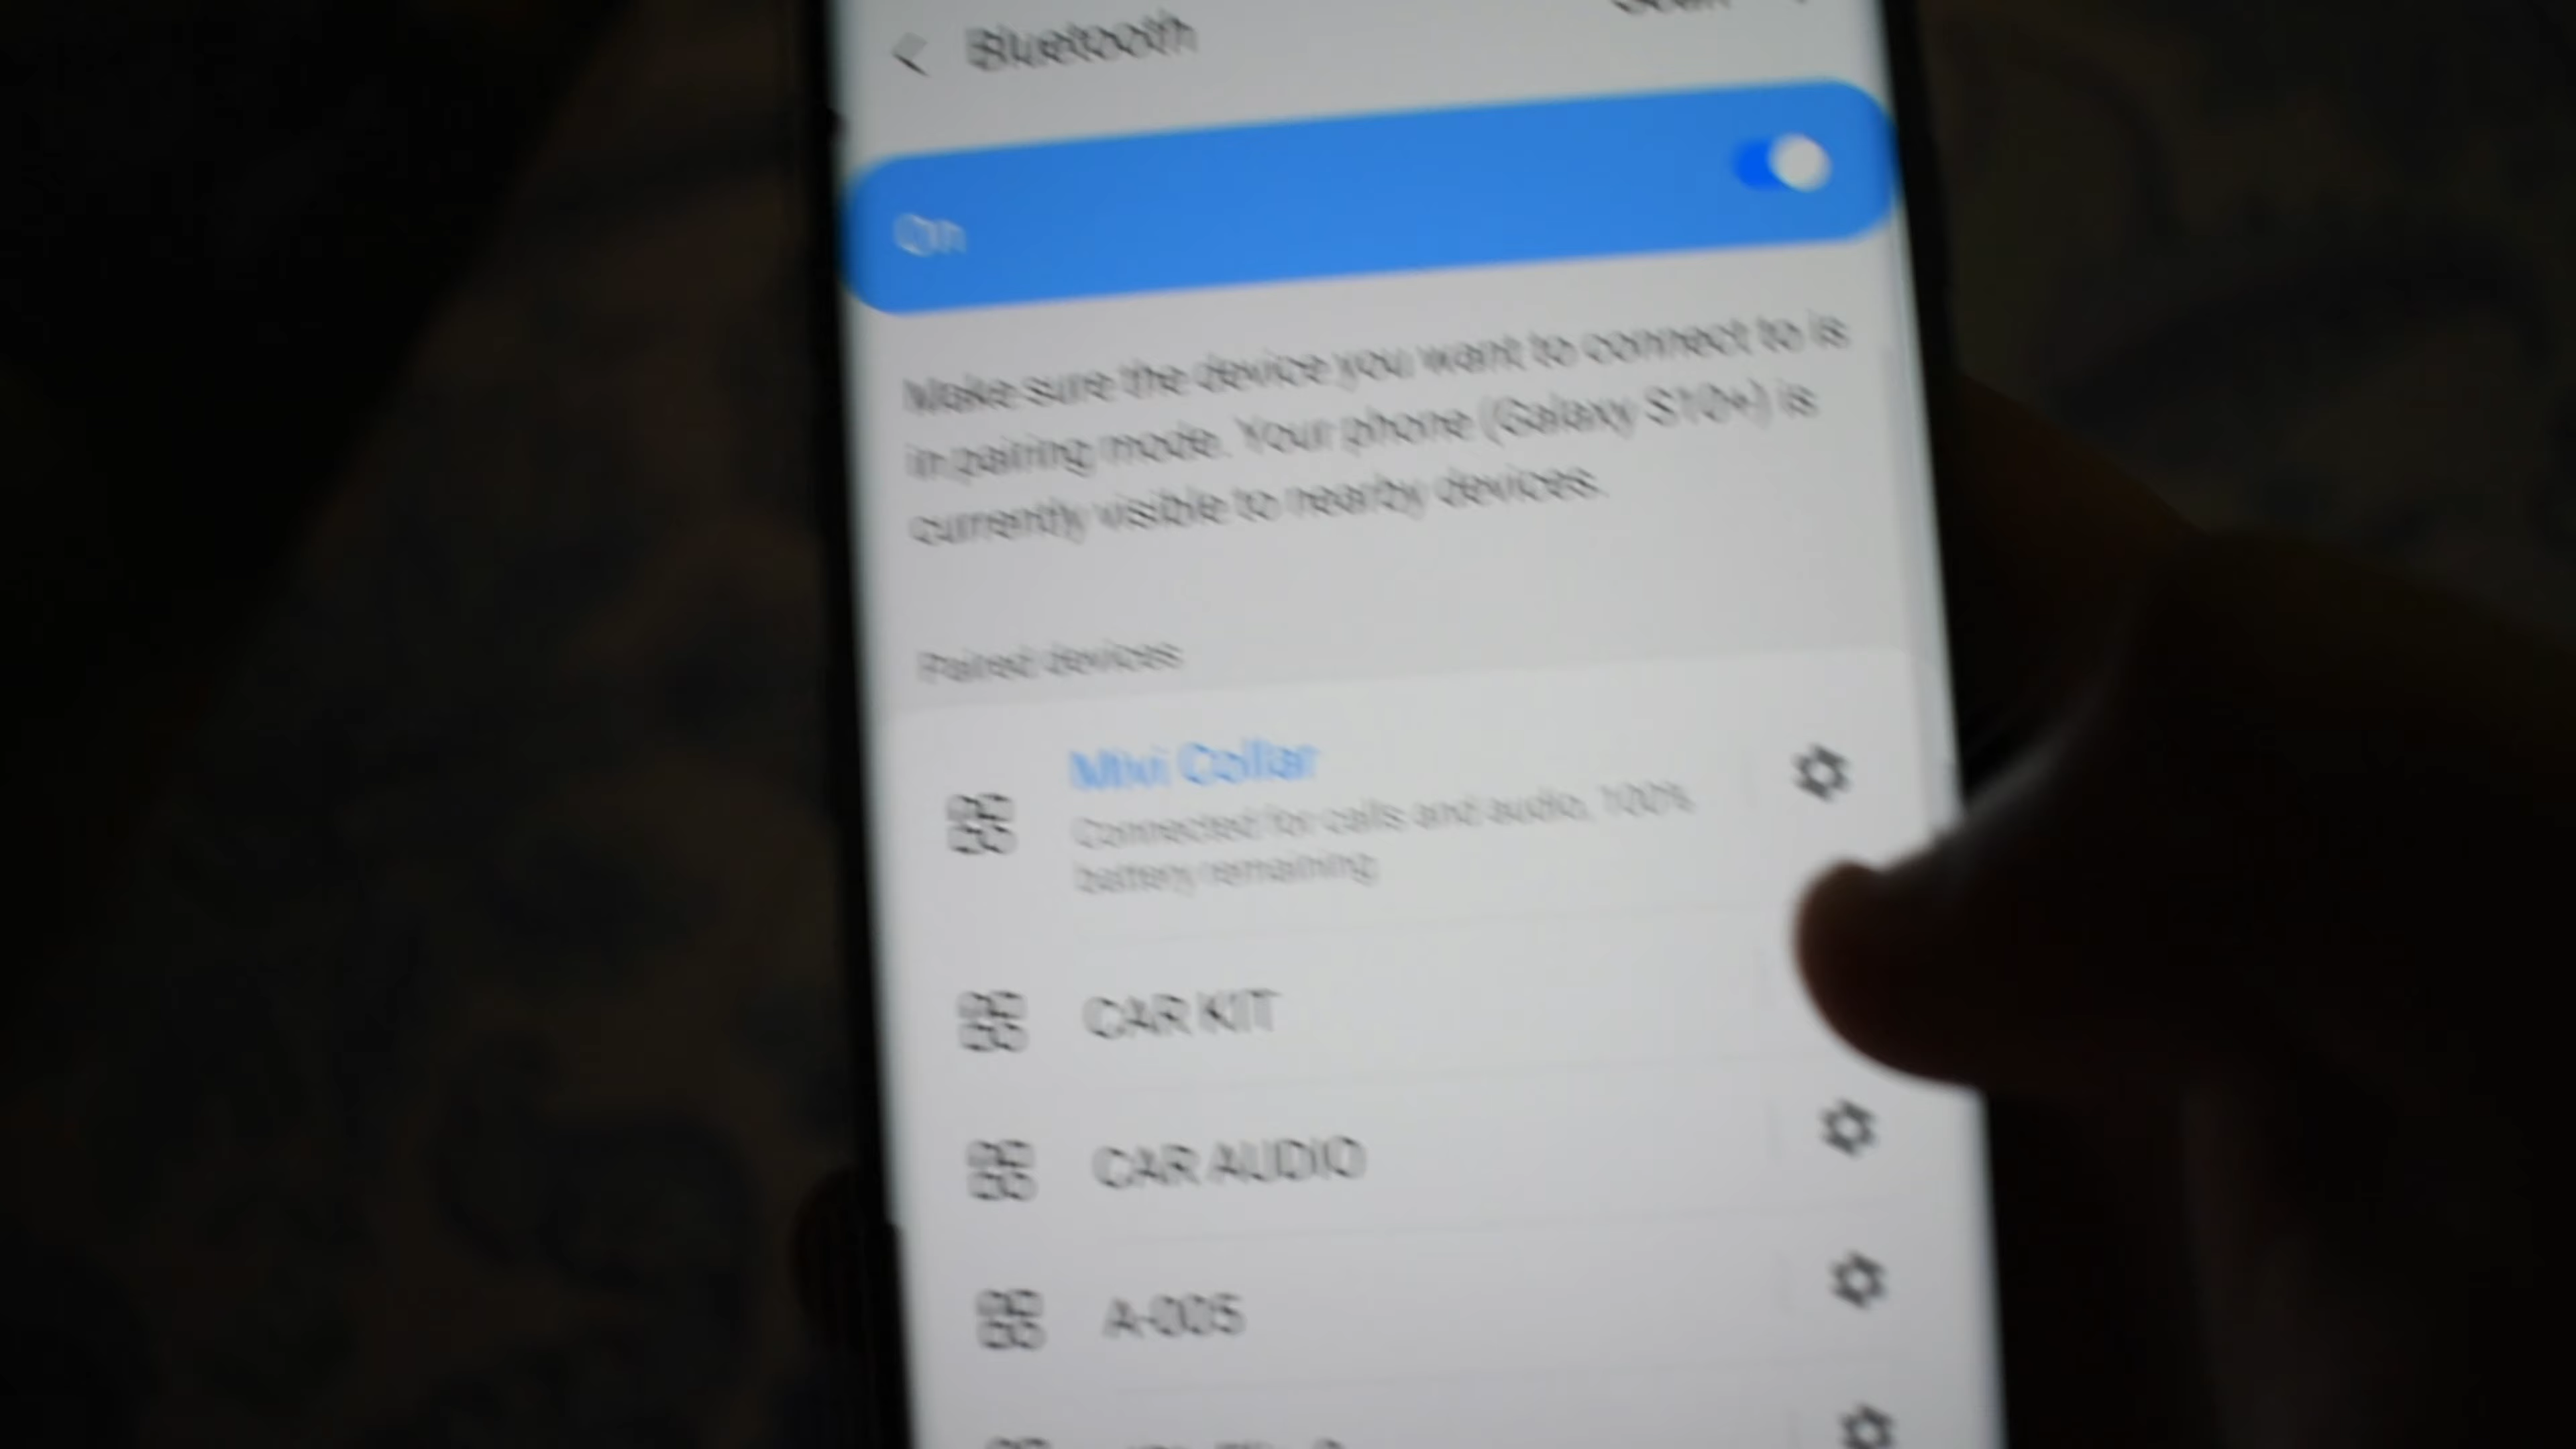 Bluetooth
Scan
On
Make sure the device you want to connect to is
in pairing mode. Your phone (Galaxy S10+) is
currently visible to nearby devices.
Paired devices
Mivi Collar
Connected for calls and audio, 100%
battery remaining
CAR KIT
CAR AUDIO
A-005